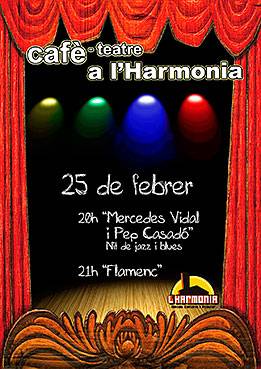 cafè-teatre
a l'Harmonia
25 de febrer
20h "Mercedes Vidal
i Pep Casadó"
Nit de jazz i blues
21h "Flamenc"
L'HARMONIA